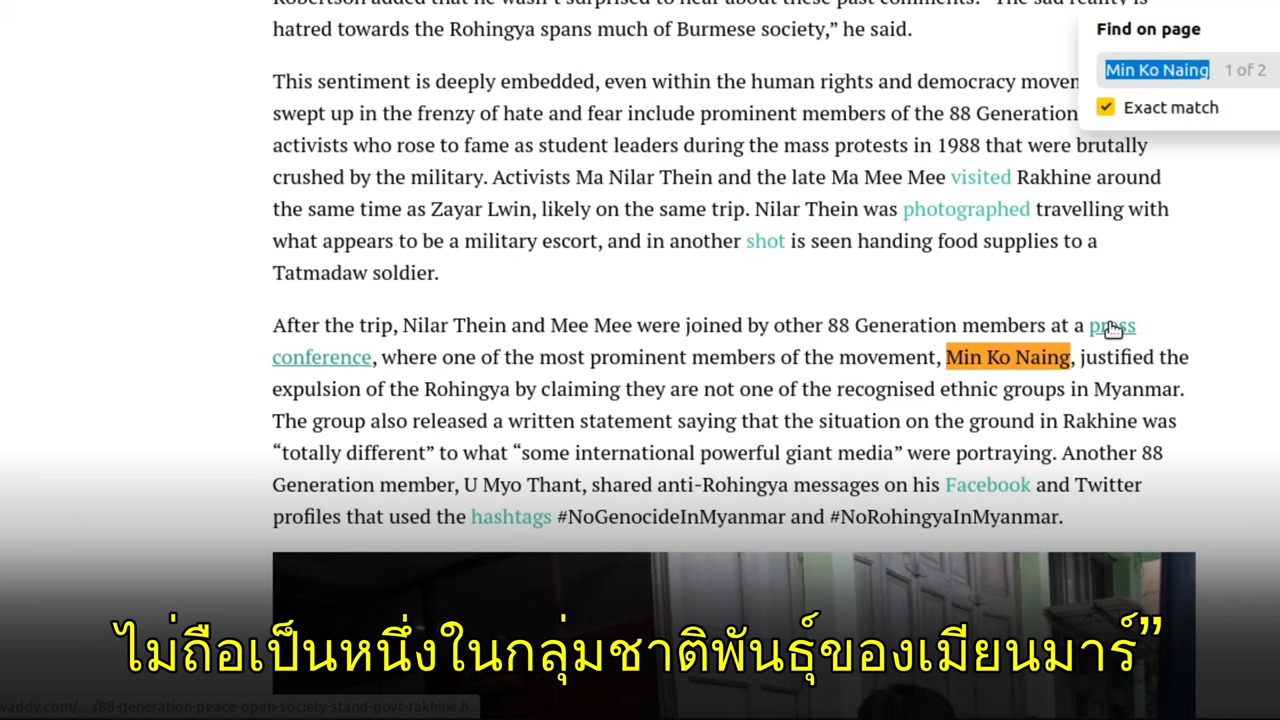 hatred towards the Rohingya spans much of Burmese society,” he said.
Find on page
Min Ko Naing 1 of 2
Exact match
This sentiment is deeply embedded, even within the human rights and democracy
swept up in the frenzy of hate and fear include prominent members of the 88 Generation
activists who rose to fame as student leaders during the mass protests in 1988 that were brutally
crushed by the military. Activists Ma Nilar Thein and the late Ma Mee Mee visited Rakhine around
the same time as Zayar Lwin, likely on the same trip. Nilar Thein was photographed travelling with
what appears to be a military escort, and in another shot is seen handing food supplies to a
Tatmadaw soldier.
After the trip, Nilar Thein and Mee Mee were joined by other 88 Generation members at a press
conference, where one of the most prominent members of the movement, Min Ko Naing, justified the
expulsion of the Rohingya by claiming they are not one of the recognised ethnic groups in Myanmar.
The group also released a written statement saying that the situation on the ground in Rakhine was
“totally different” to what “some international powerful giant media” were portraying. Another 88
Generation member, U Myo Thant, shared anti-Rohingya messages on his Facebook and Twitter
profiles that used the hashtags #NoGenocideInMyanmar and #NoRohingyaInMyanmar.
ไม่ถือเป็นหนึ่งในกลุ่มชาติพันธุ์ของเมียนมาร์”
waddy.com/.../88-generation-peace-open-society-stand-govt-rakhine.h...